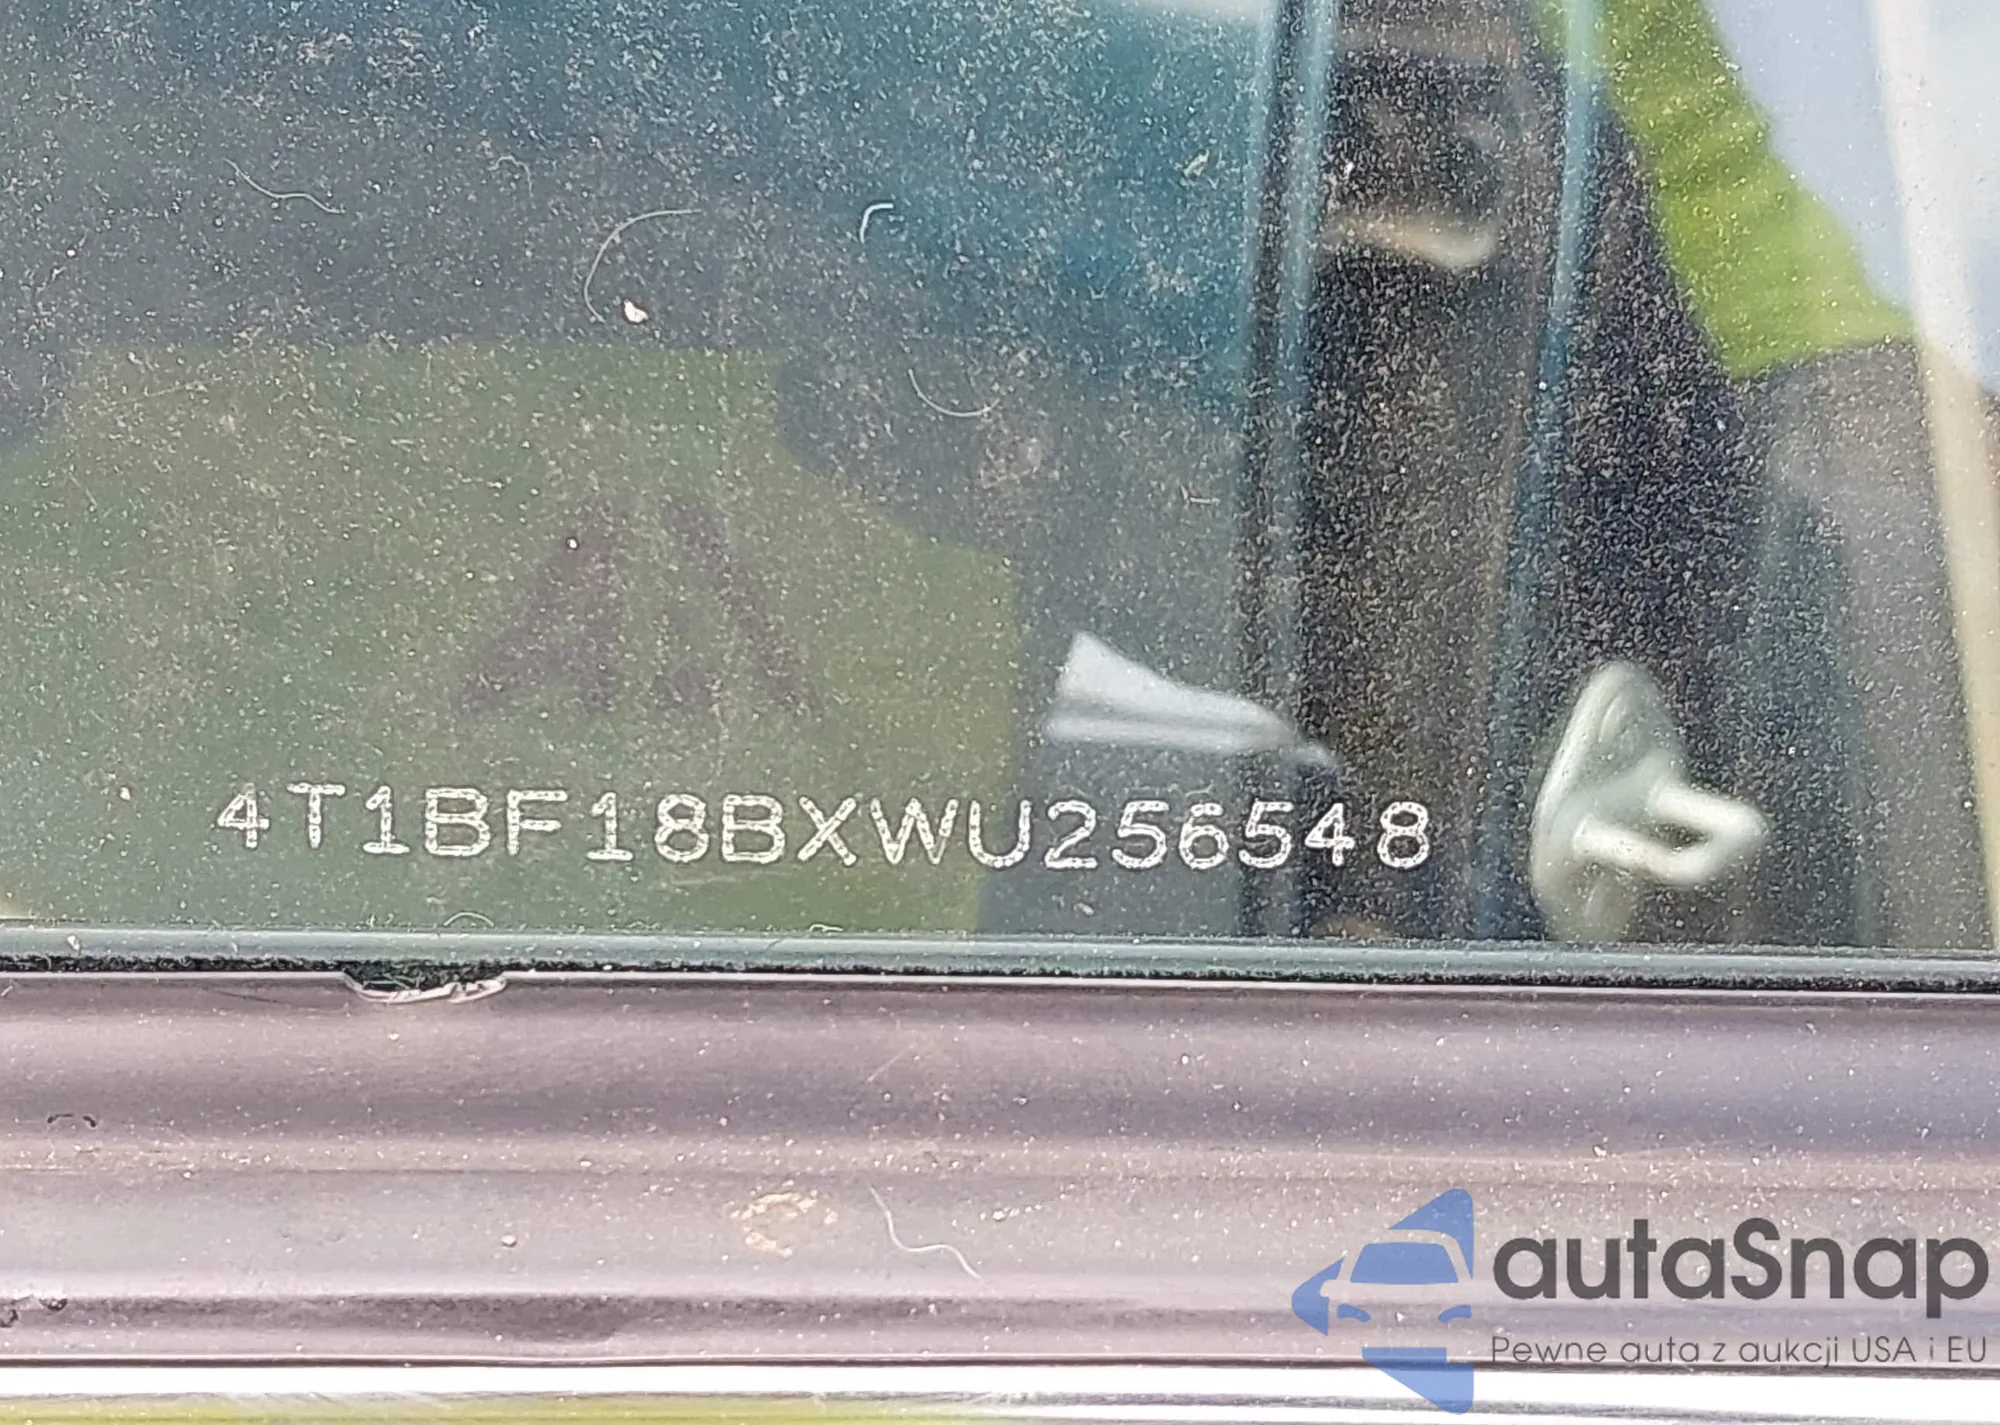 4T1BF18BXWU256548
autaSnap
Pewne auta z aukcji USA i EU